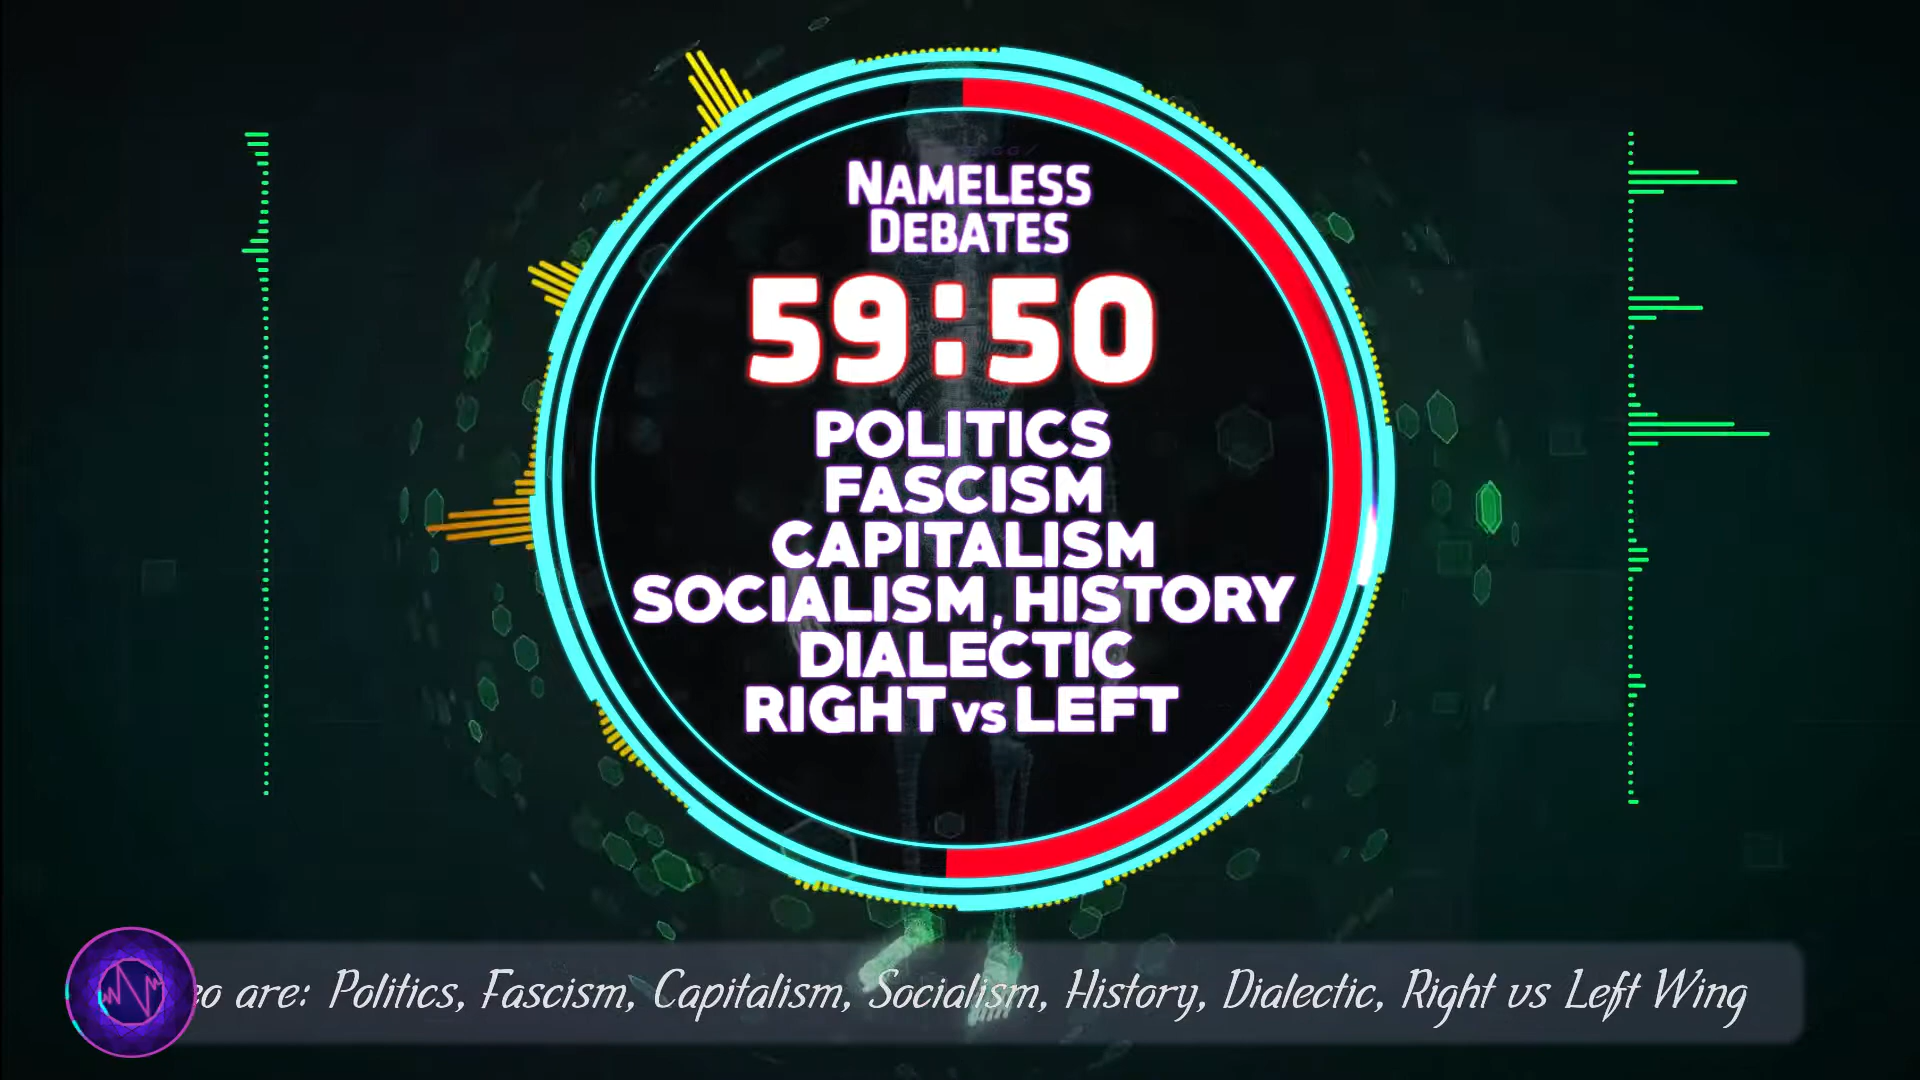 NAMELESS
DEBATES
59:50
POLITICS
FASCISM
CAPITALISM
SOCIALISM, HISTORY
DIALECTIC
RIGHT VS LEFT
are: Politics, Fascism, Capitalism, Socialism, History, Dialectic, Right vs Left Wing